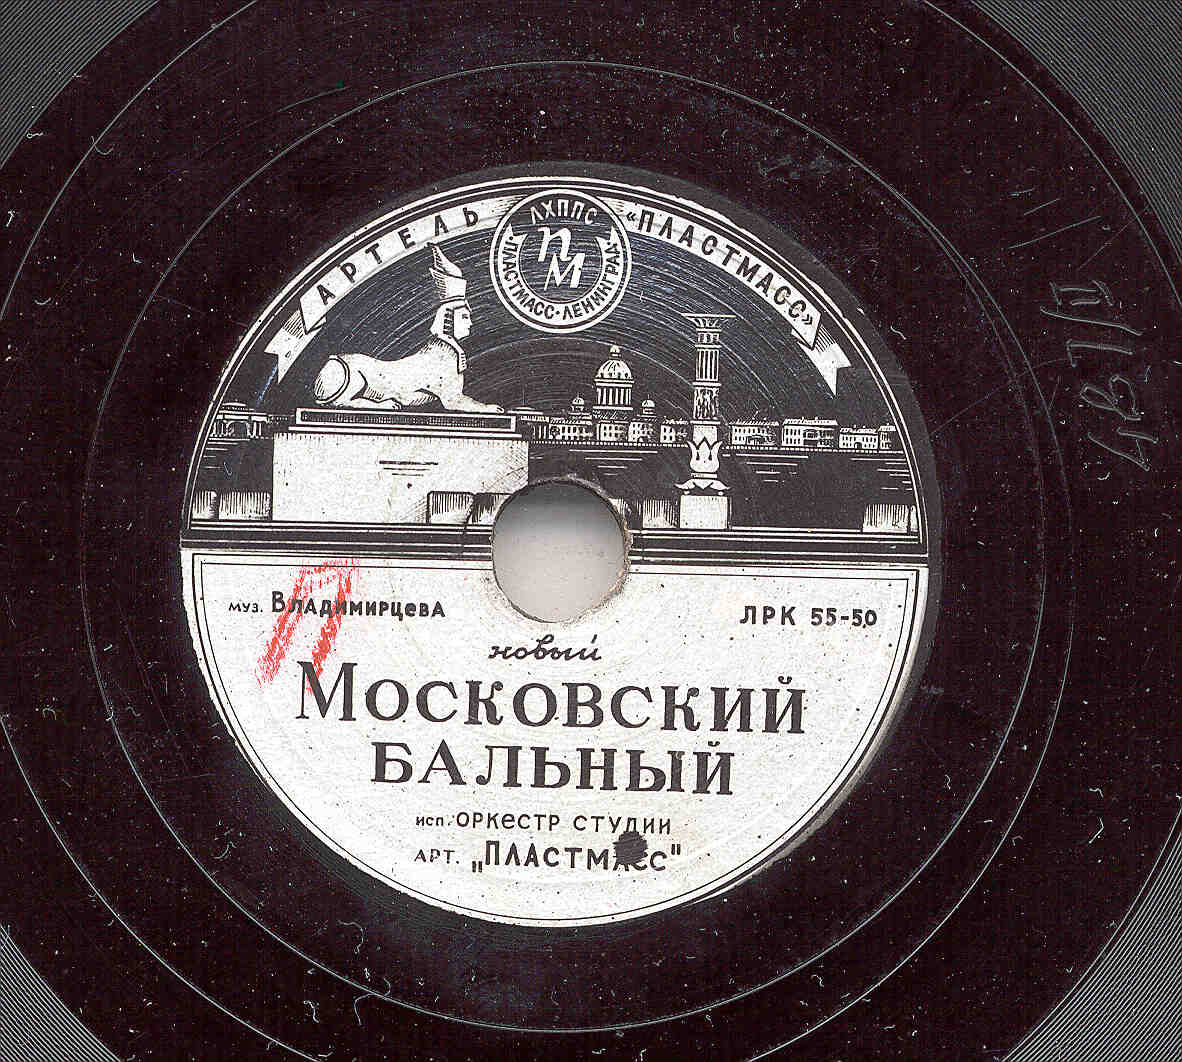 АРТЕЛЬ «ПЛАСТМАСС»
ЛХППС
ПМ
ПЛАСТМАСС·ЛЕНИНГРАД
муз. Владимирцева
ЛРК 55-50
новый
Московский
бальный
исп. оркестр студии
арт. „Пластмасс"